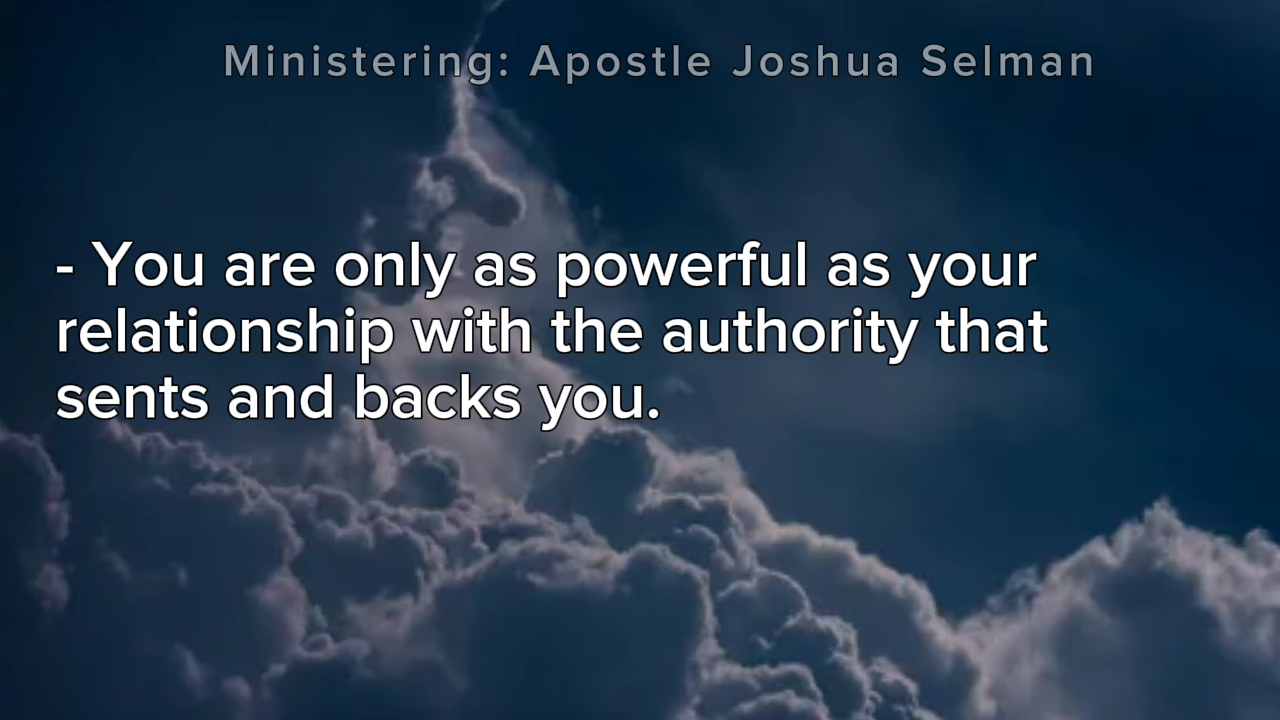 Ministering: Apostle Joshua Selman
- You are only as powerful as your
relationship with the authority that
sents and backs you.